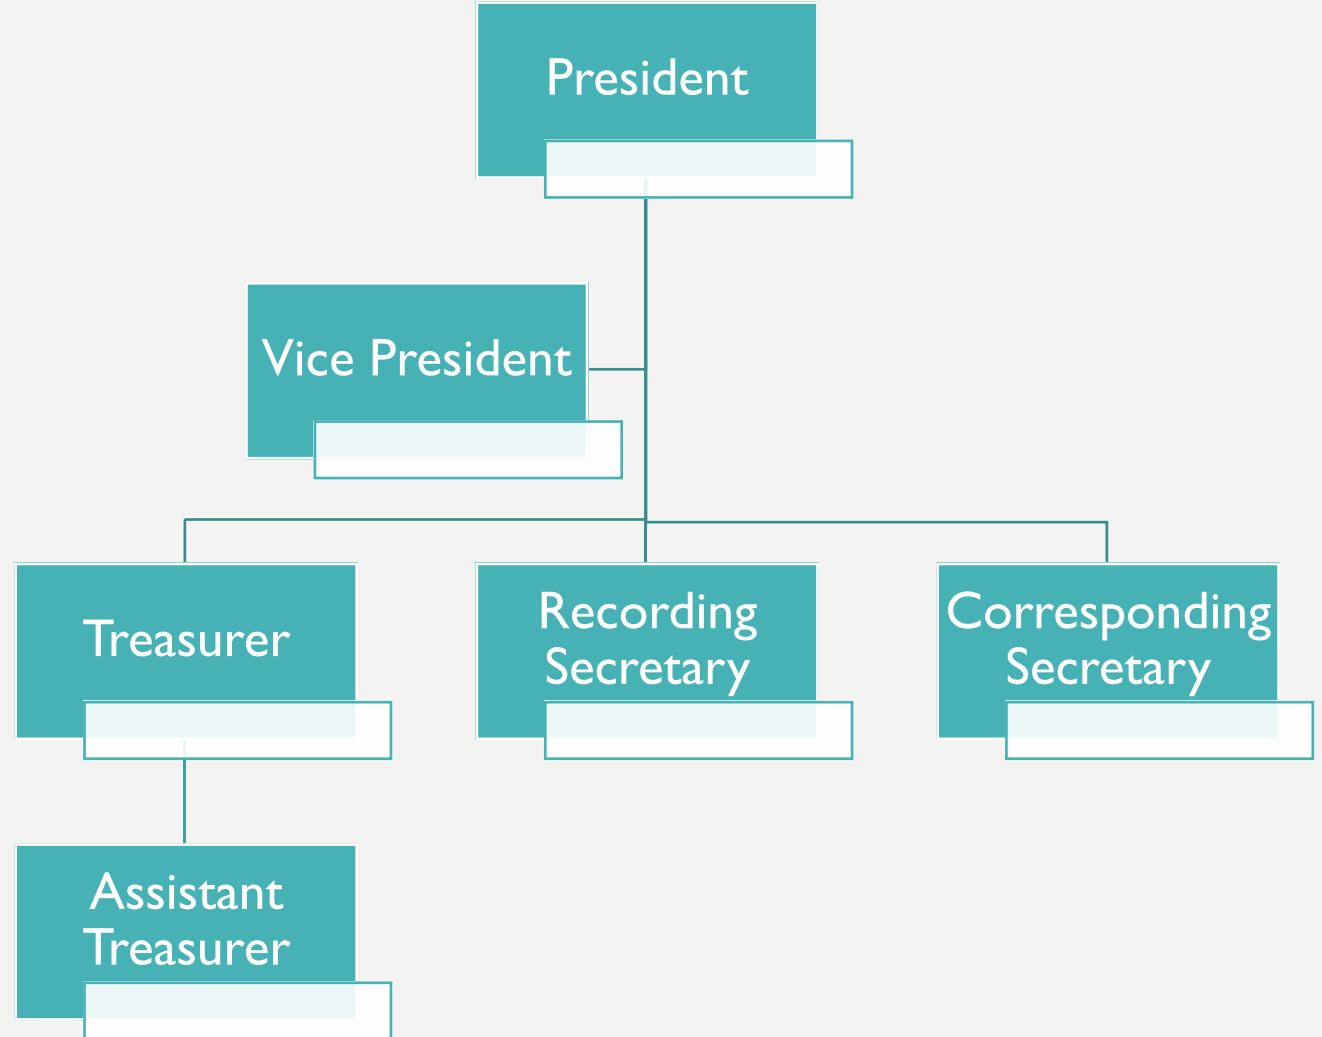 President
Vice President
Treasurer
Recording
Secretary
Corresponding
Secretary
Assistant
Treasurer